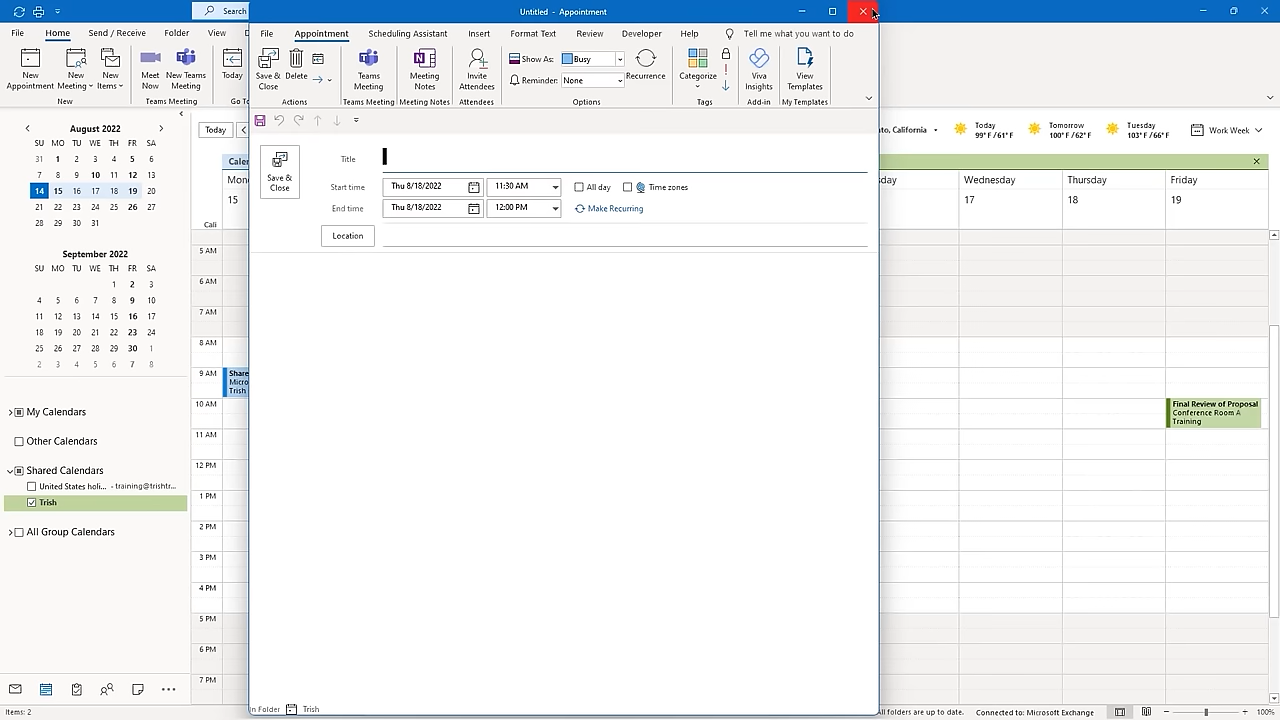 Search
Untitled - Appointment
File Home Send / Receive Folder View
File Appointment Scheduling Assistant Insert Format Text Review Developer Help Tell me what you want to do
New Appointment
New Meeting
New Items
Meet Now
New Teams Meeting
Today
New
Teams Meeting
Save & Close
Delete
Actions
Teams Meeting
Teams Meeting
Meeting Notes
Meeting Notes
Invite Attendees
Attendees
Show As: Busy
Reminder: None
Recurrence
Options
Categorize
Tags
Viva Insights
Add-in
View Templates
My Templates
August 2022
SU MO TU WE TH FR SA
31 1 2 3 4 5 6
7 8 9 10 11 12 13
14 15 16 17 18 19 20
21 22 23 24 25 26 27
28 29 30 31
September 2022
SU MO TU WE TH FR SA
1 2 3
4 5 6 7 8 9 10
11 12 13 14 15 16 17
18 19 20 21 22 23 24
25 26 27 28 29 30 1
2 3 4 5 6 7 8
My Calendars
Other Calendars
Shared Calendars
United States holi... - training@trishtr...
Trish
All Group Calendars
Items: 2
Today
Calen
Mon
15
Cali
5 AM
6 AM
7 AM
8 AM
9 AM
10 AM
11 AM
12 PM
1 PM
2 PM
3 PM
4 PM
5 PM
6 PM
7 PM
Share
Micro
Trish
Save & Close
Title
Start time Thu 8/18/2022 11:30 AM All day Time zones
End time Thu 8/18/2022 12:00 PM Make Recurring
Location
In Folder Trish
to, California
Today
99° F / 61° F
Tomorrow
100° F / 62° F
Tuesday
103° F / 66° F
Work Week
sday Wednesday Thursday Friday
17 18 19
Final Review of Proposal
Conference Room A
Training
All folders are up to date. Connected to: Microsoft Exchange 100%